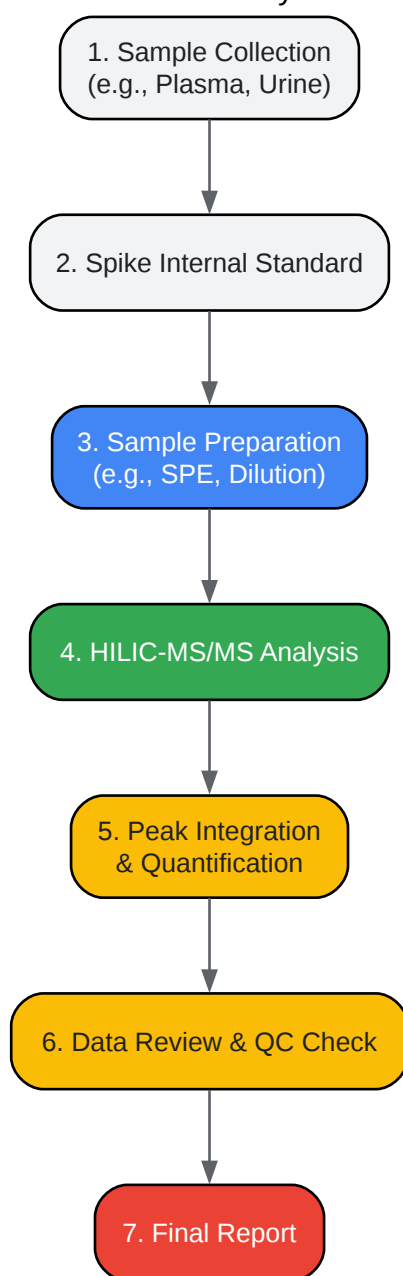 1. Sample Collection
(e.g., Plasma, Urine)
2. Spike Internal Standard
3. Sample Preparation
(e.g., SPE, Dilution)
4. HILIC-MS/MS Analysis
5. Peak Integration
& Quantification
6. Data Review & QC Check
7. Final Report